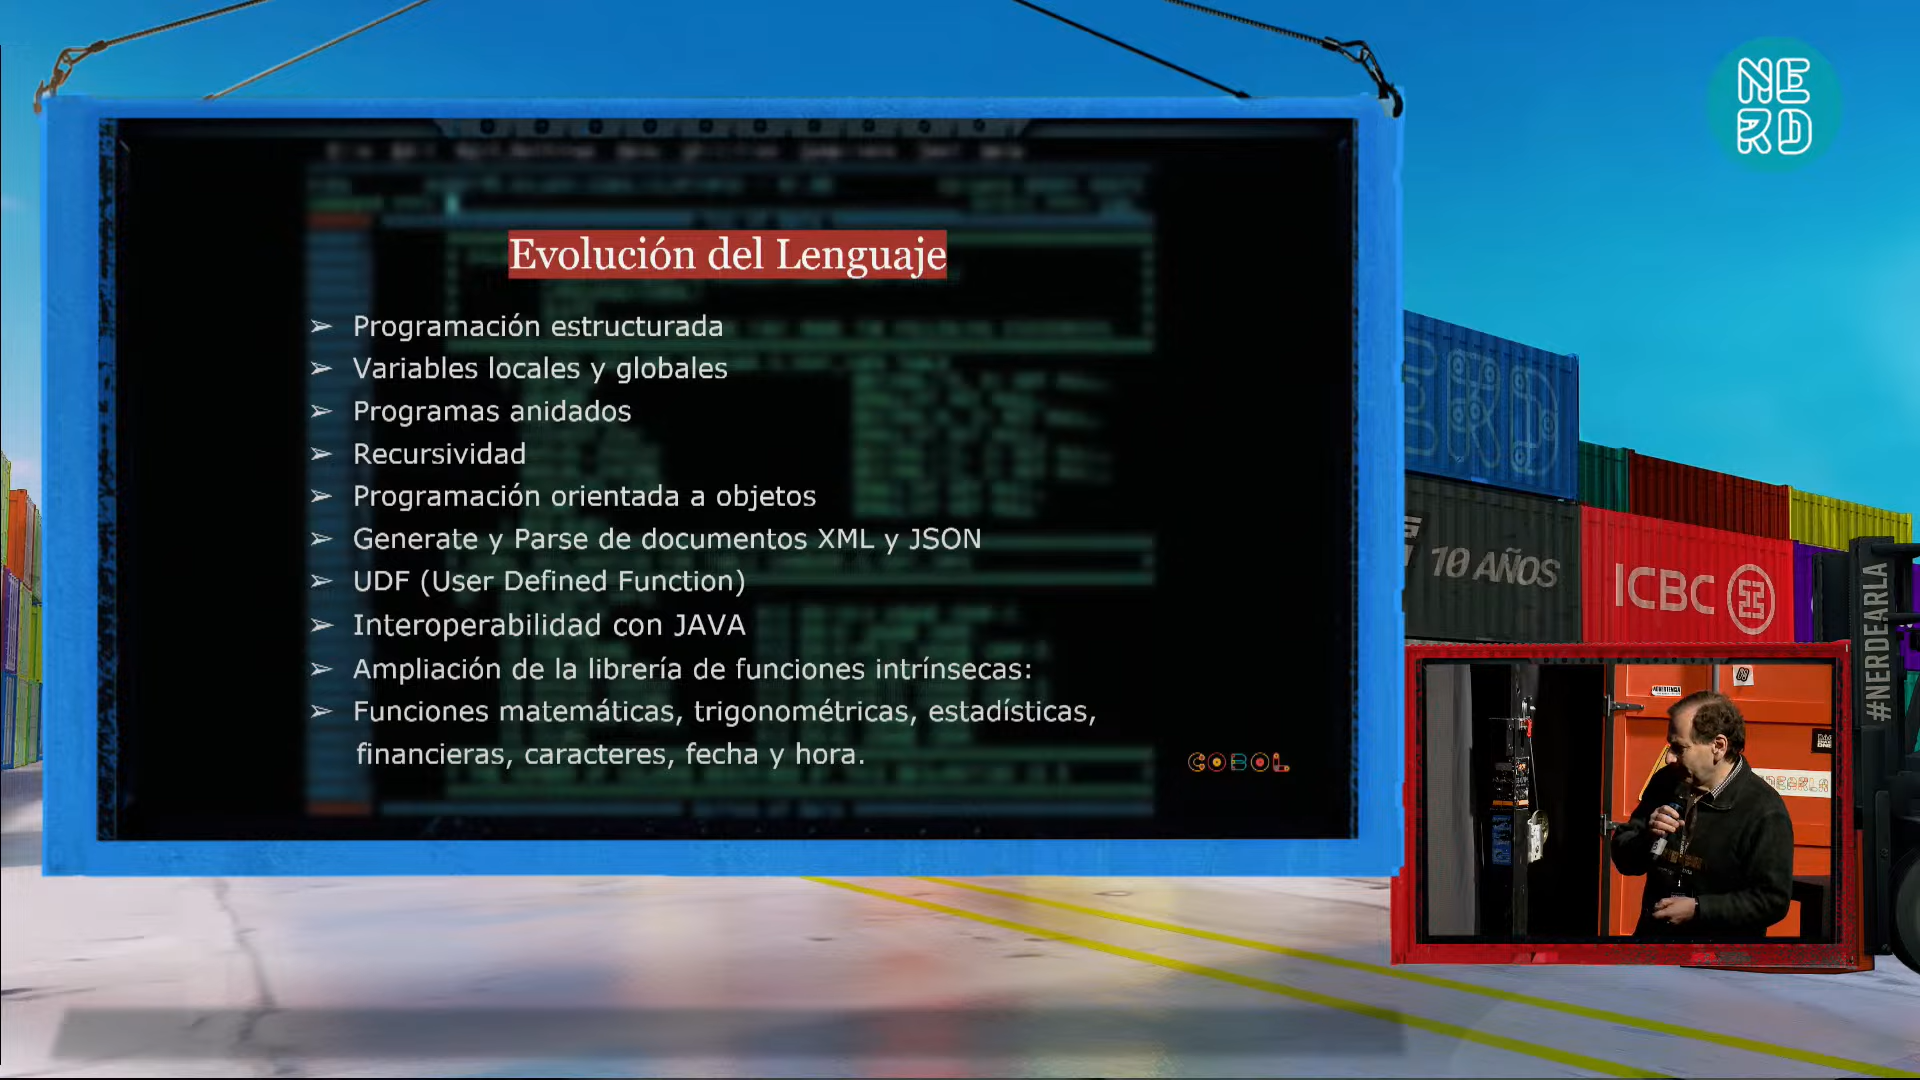 NE
RD
Evolución del Lenguaje
➢ Programación estructurada
➢ Variables locales y globales
➢ Programas anidados
➢ Recursividad
➢ Programación orientada a objetos
➢ Generate y Parse de documentos XML y JSON
➢ UDF (User Defined Function)
➢ Interoperabilidad con JAVA
➢ Ampliación de la librería de funciones intrínsecas:
➢ Funciones matemáticas, trigonométricas, estadísticas,
financieras, caracteres, fecha y hora.
COBOL
ERD
10 AÑOS
ICBC
#NERDEARLA
ADVERTENCIA